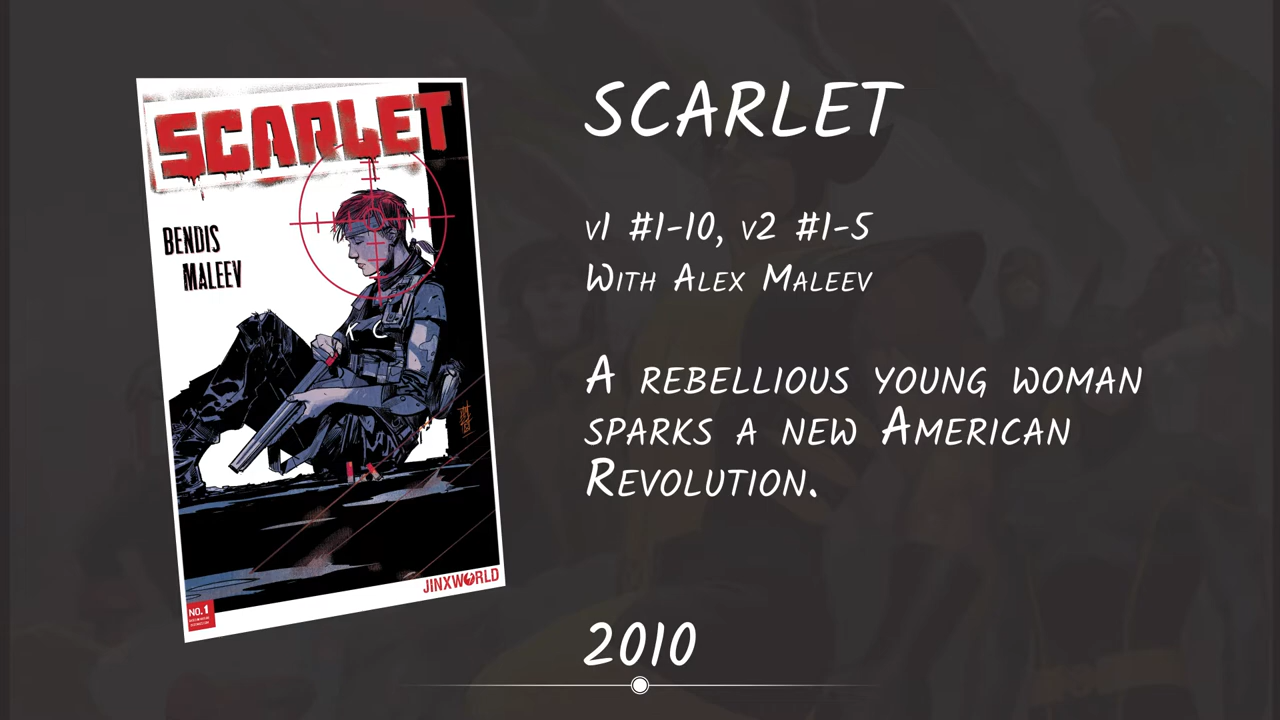 SCARLET
BENDIS
MALEEV
KC
JINXWORLD
NO. 1
SCARLET
v1 #1-10, v2 #1-5
With Alex Maleev
A rebellious young woman
sparks a new American
Revolution.
2010